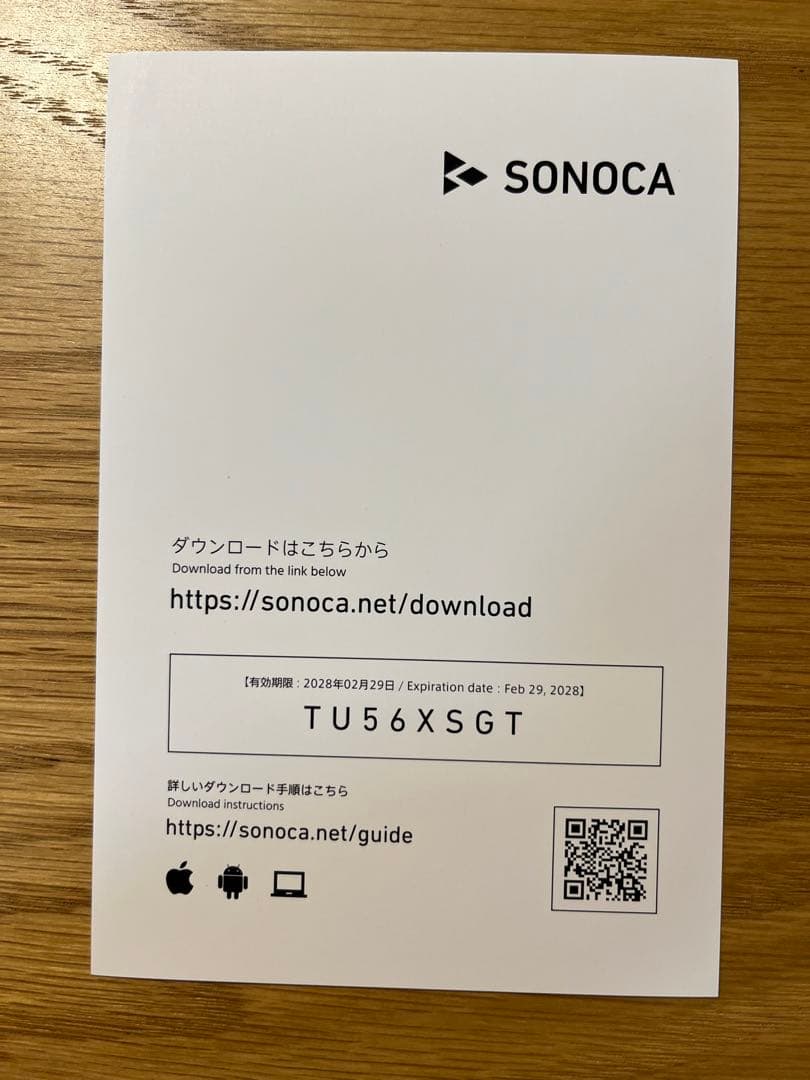 SONOCA
ダウンロードはこちらから
Download from the link below
https://sonoca.net/download
【有効期限 : 2028年02月29日 / Expiration date : Feb 29, 2028】
TU56XSGT
詳しいダウンロード手順はこちら
Download instructions
https://sonoca.net/guide